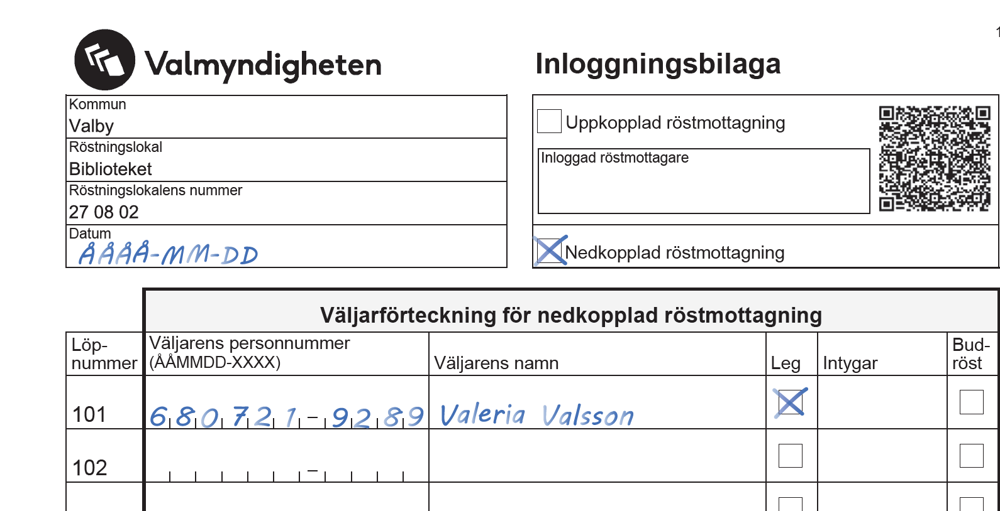 Valmyndigheten
Inloggningsbilaga
Kommun
Valby
Röstningslokal
Biblioteket
Röstningslokalens nummer
27 08 02
Datum
ÅÅÅÅ-MM-DD
Uppkopplad röstmottagning
Inloggad röstmottagare
Nedkopplad röstmottagning
Väljarförteckning för nedkopplad röstmottagning
Löp-
nummer
Väljarens personnummer
(ÅÅMMDD-XXXX)
Väljarens namn
Leg
Intygar
Bud-
röst
101 680721-9289 Valeria Valsson
102 –